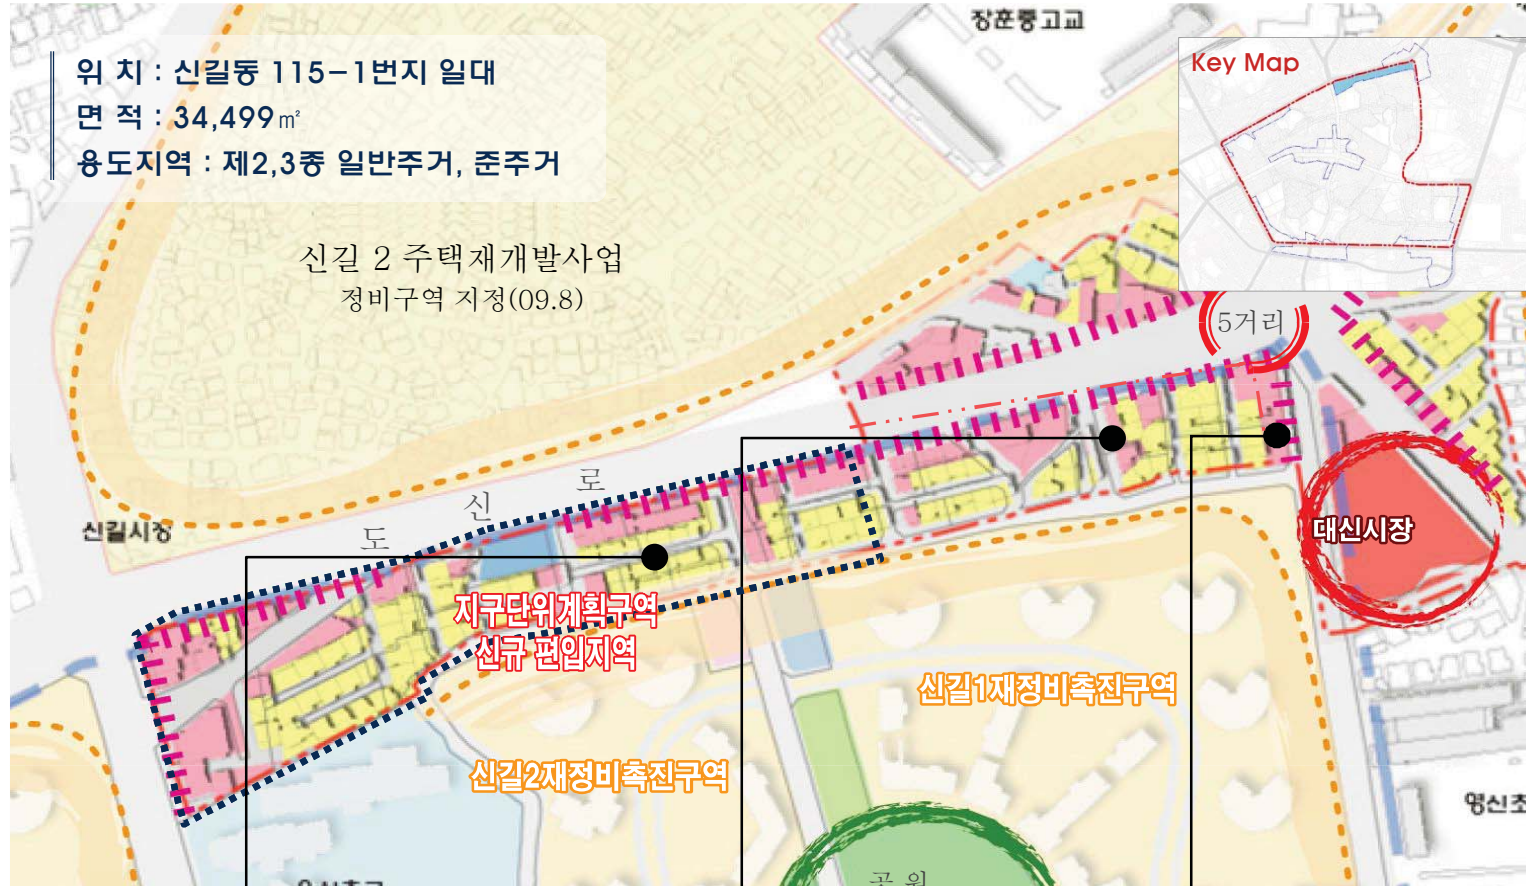 위 치 : 신길동 115-1번지 일대
면 적 : 34,499㎡
용도지역 : 제2,3종 일반주거, 준주거
장훈중고교
Key Map
신길 2 주택재개발사업
정비구역 지정(09.8)
5거리
도 신 로
신길시장
대신시장
지구단위계획구역
신규 편입지역
신길1재정비촉진구역
신길2재정비촉진구역
영신초
공원